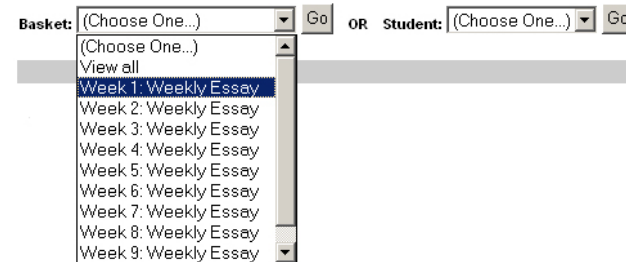 Basket: (Choose One...) Go OR Student: (Choose One...) Go
(Choose One...)
View all
Week 1: Weekly Essay
Week 2: Weekly Essay
Week 3: Weekly Essay
Week 4: Weekly Essay
Week 5: Weekly Essay
Week 6: Weekly Essay
Week 7: Weekly Essay
Week 8: Weekly Essay
Week 9: Weekly Essay